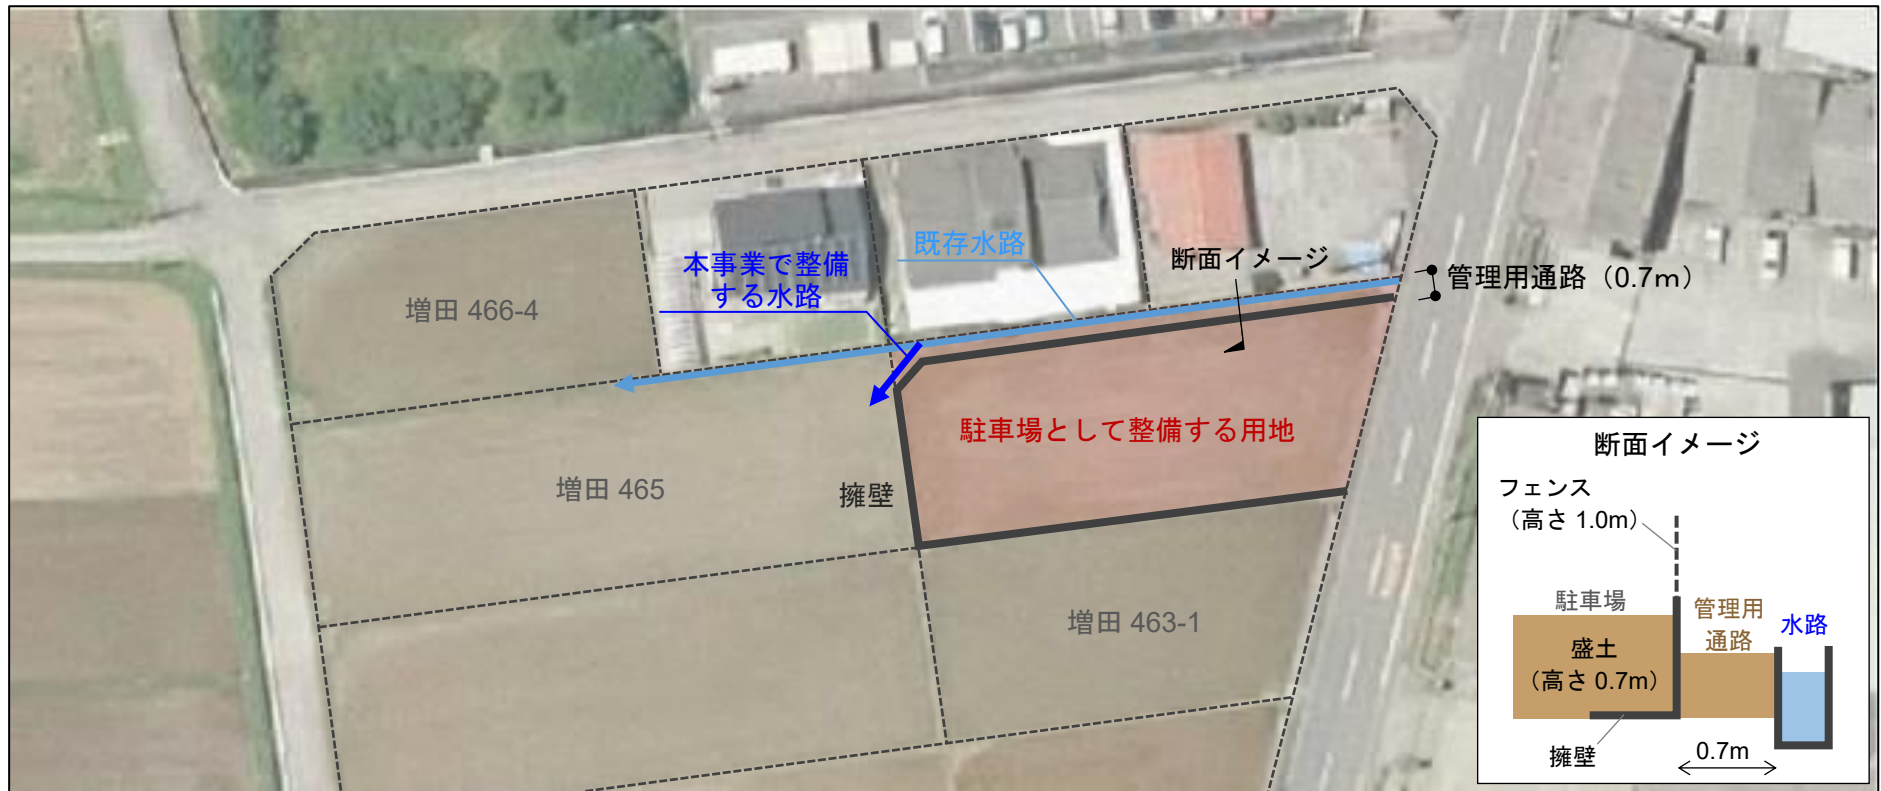 既存水路
断面イメージ
本事業で整備
する水路
管理用通路（0.7ｍ）
増田 466-4
駐車場として整備する用地
増田 465
擁壁
増田 463-1
断面イメージ
フェンス
（高さ 1.0m）
駐車場
管理用
通路
水路
盛土
（高さ 0.7m）
擁壁
0.7m